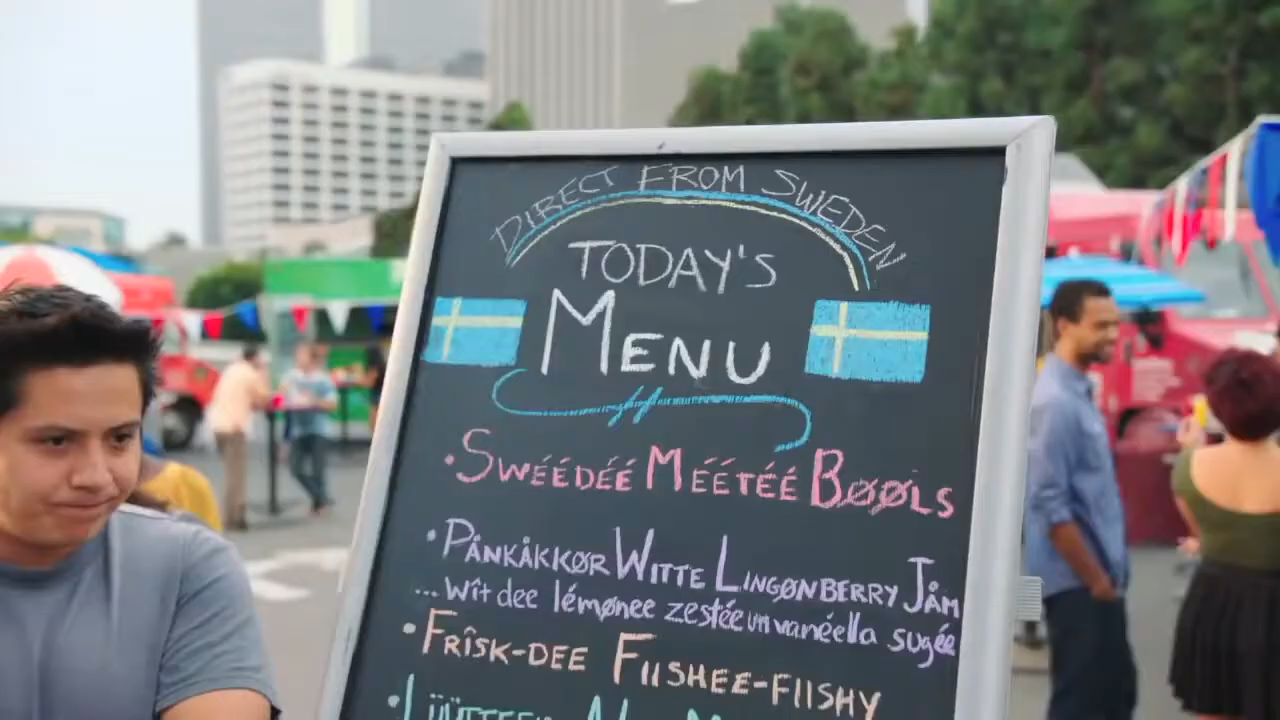 DIRECT FROM SWEDEN
TODAY'S
MENU
• SWÉÉDÉÉ MÉÉTÉÉ BØØLS
• PÅNKÅKKØR WITTE LINGØNBERRY JÅM
... wît dee lémønee zestée un vanéella sugée
• FRÎSK-DEE FIISHEE-FIISHY